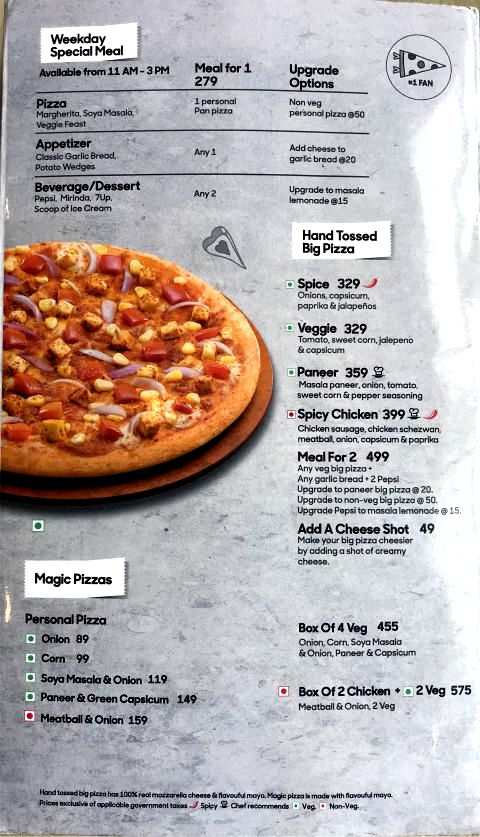 Weekday
Special Meal
#1 FAN
Available from 11 AM - 3 PM
Meal for 1
279
Upgrade
Options
Pizza
Margherita, Soya Masala,
Veggie Feast
1 personal
Pan pizza
Non veg
personal pizza @50
Appetizer
Classic Garlic Bread,
Potato Wedges
Any 1
Add cheese to
garlic bread @20
Beverage/Dessert
Pepsi, Mirinda, 7Up,
Scoop of Ice Cream
Any 2
Upgrade to masala
lemonade @15
Hand Tossed
Big Pizza
Spice 329
Onions, capsicum,
paprika & jalapeños
Veggie 329
Tomato, sweet corn, jalepeno
& capsicum
Paneer 359
Masala paneer, onion, tomato,
sweet corn & pepper seasoning
Spicy Chicken 399
Chicken sausage, chicken schezwan,
meatball, onion, capsicum & paprika
Meal For 2 499
Any veg big pizza +
Any garlic bread + 2 Pepsi
Upgrade to paneer big pizza @ 20.
Upgrade to non-veg big pizza @ 50.
Upgrade Pepsi to masala lemonade @ 15.
Add A Cheese Shot 49
Make your big pizza cheesier
by adding a shot of creamy
cheese.
Magic Pizzas
Personal Pizza
Onion 89
Corn 99
Soya Masala & Onion 119
Paneer & Green Capsicum 149
Meatball & Onion 159
Box Of 4 Veg 455
Onion, Corn, Soya Masala
& Onion, Paneer & Capsicum
Box Of 2 Chicken + 2 Veg 575
Meatball & Onion, 2 Veg
Hand tossed big pizza has 100% real mozzarella cheese & flavouful mayo. Magic pizza is made with flavouful mayo.
Prices exclusive of applicable government taxes Spicy Chef recommends Veg. Non-Veg.